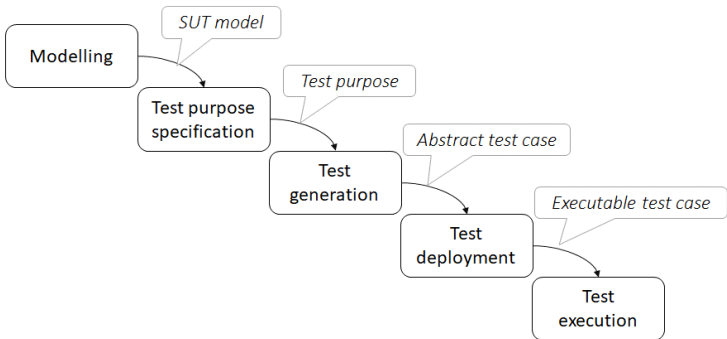 SUT model
Modelling
Test purpose
Test purpose
specification
Abstract test case
Test
generation
Executable test case
Test
deployment
Test
execution